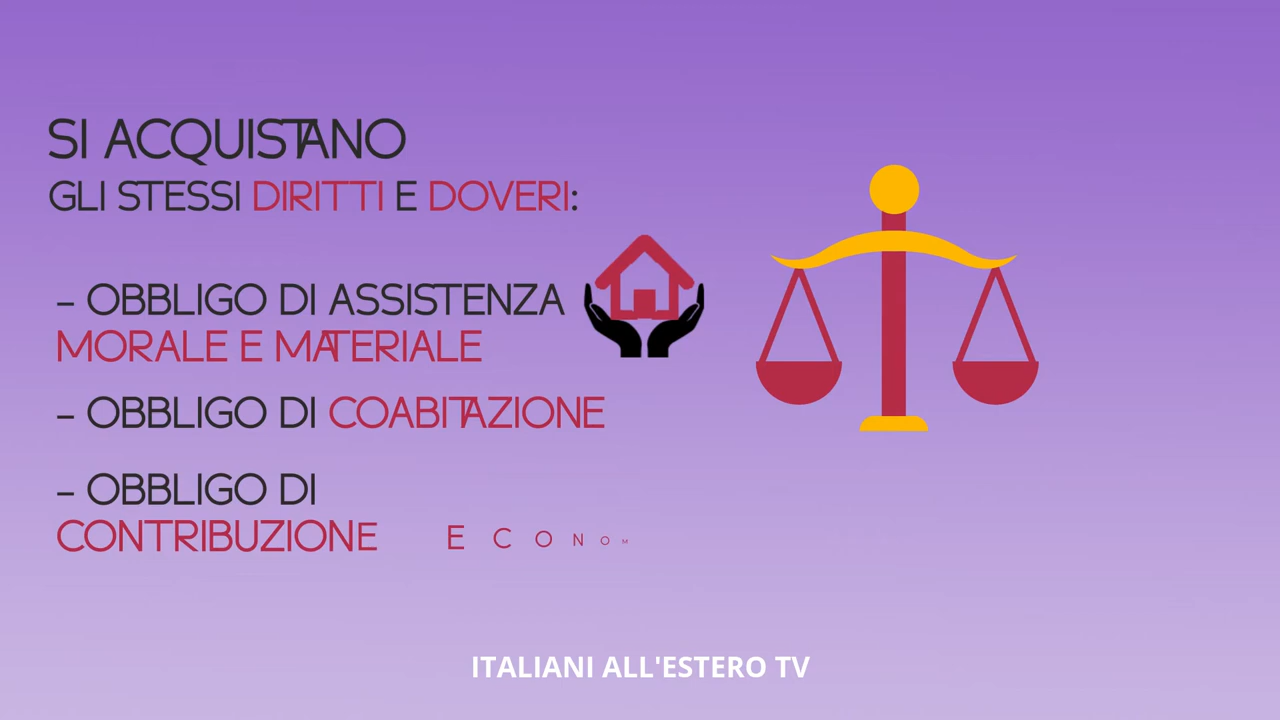 SI ACQUISTANO
GLI STESSI DIRITTI E DOVERI:
– OBBLIGO DI ASSISTENZA
MORALE E MATERIALE
– OBBLIGO DI COABITAZIONE
– OBBLIGO DI
CONTRIBUZIONE ECONOM
ITALIANI ALL'ESTERO TV